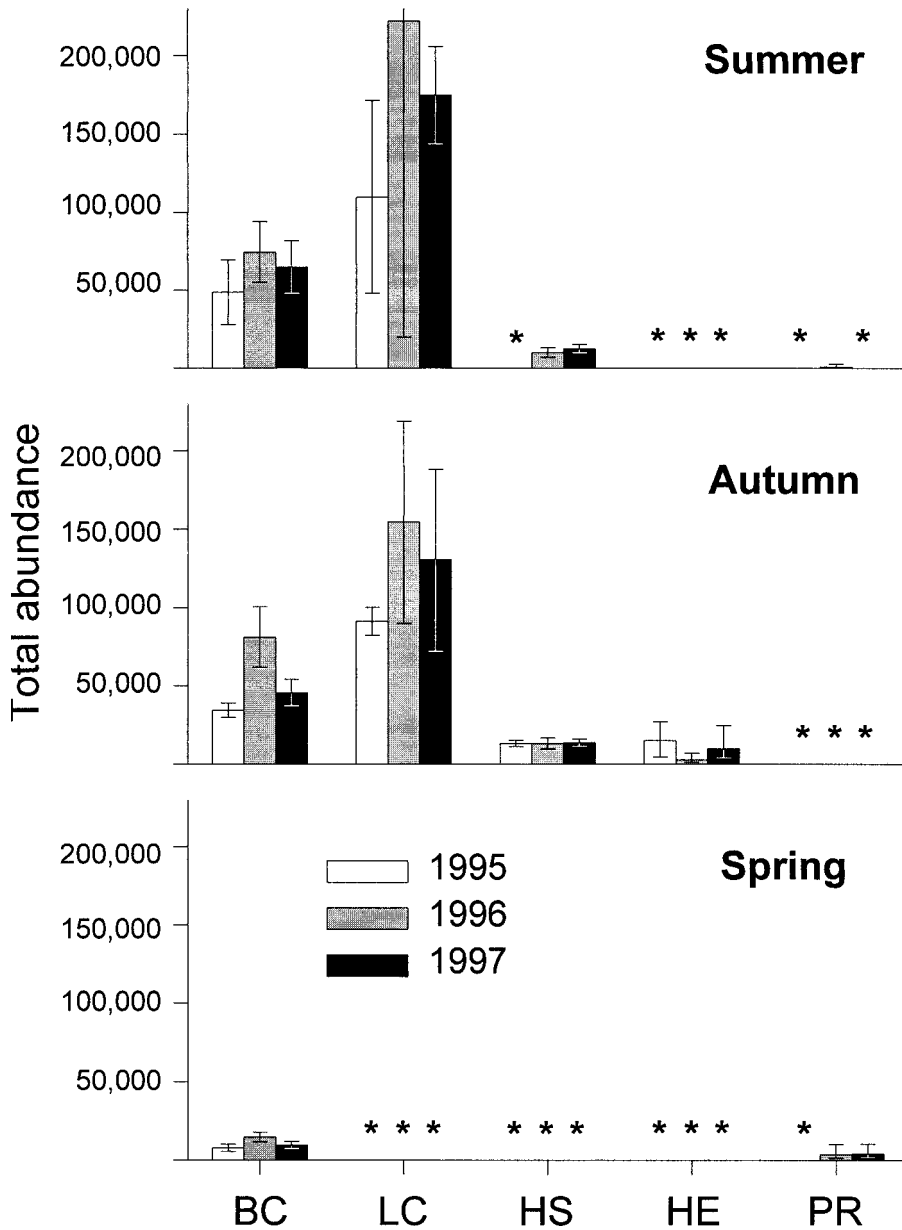 Summer
200,000
150,000
100,000
50,000
* * * * * *
Total abundance
Autumn
200,000
150,000
100,000
50,000
* * *
Spring
200,000
150,000
100,000
50,000
1995
1996
1997
* * * * * * * * * *
BC LC HS HE PR